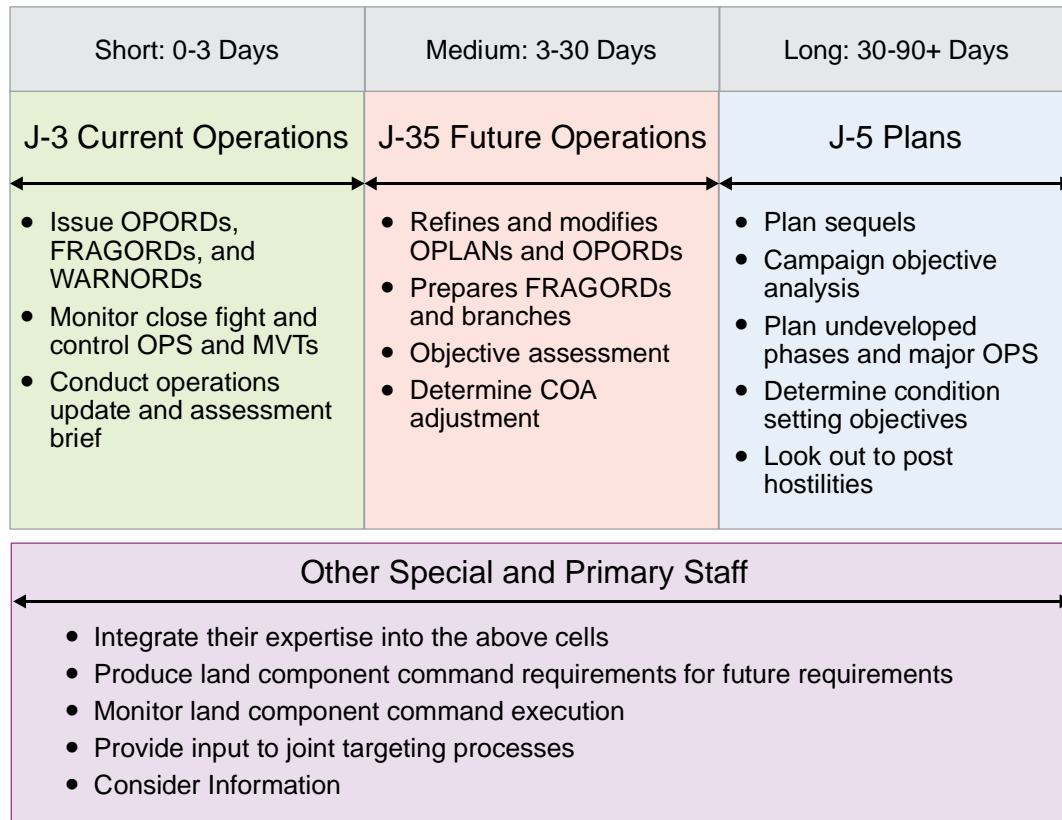 Short: 0-3 Days
Medium: 3-30 Days
Long: 30-90+ Days
J-3 Current Operations
• Issue OPORDs,
FRAGORDs, and
WARNORDs
• Monitor close fight and
control OPS and MVTs
• Conduct operations
update and assessment
brief
J-35 Future Operations
• Refines and modifies
OPLANs and OPORDs
• Prepares FRAGORDs
and branches
• Objective assessment
• Determine COA
adjustment
J-5 Plans
• Plan sequels
• Campaign objective
analysis
• Plan undeveloped
phases and major OPS
• Determine condition
setting objectives
• Look out to post
hostilities
Other Special and Primary Staff
• Integrate their expertise into the above cells
• Produce land component command requirements for future requirements
• Monitor land component command execution
• Provide input to joint targeting processes
• Consider Information